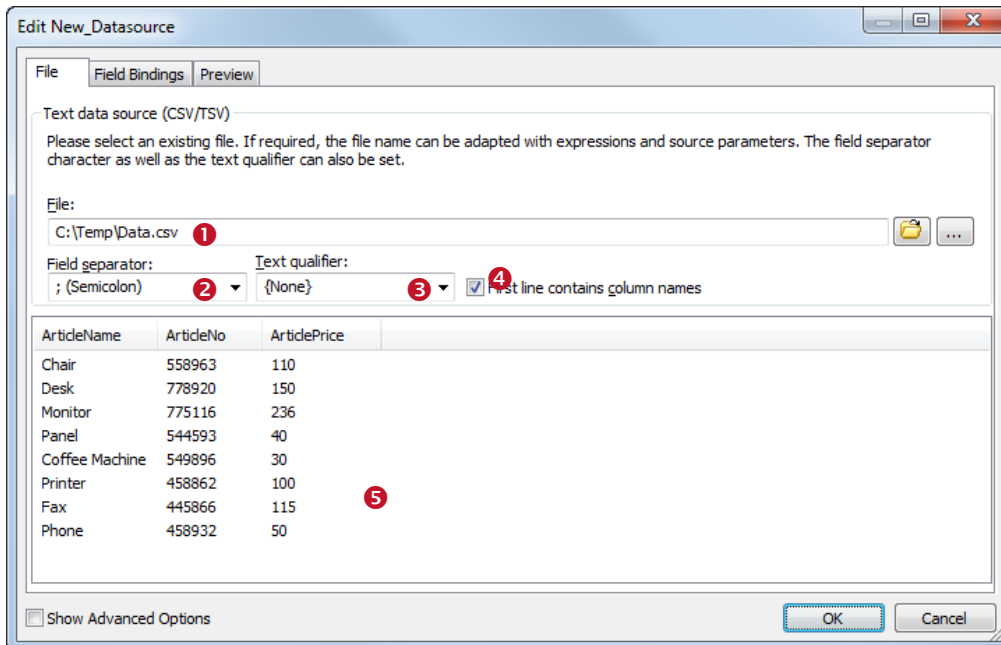 Edit New_Datasource
File Field Bindings Preview
Text data source (CSV/TSV)
Please select an existing file. If required, the file name can be adapted with expressions and source parameters. The field separator
character as well as the text qualifier can also be set.
File:
C:\Temp\Data.csv 1
...
Field separator: Text qualifier:
; (Semicolon) 2 {None} 3 4 First line contains column names
ArticleName ArticleNo ArticlePrice
Chair 558963 110
Desk 778920 150
Monitor 775116 236
Panel 544593 40
Coffee Machine 549896 30
Printer 458862 100
Fax 445866 115
5
Phone 458932 50
Show Advanced Options OK Cancel